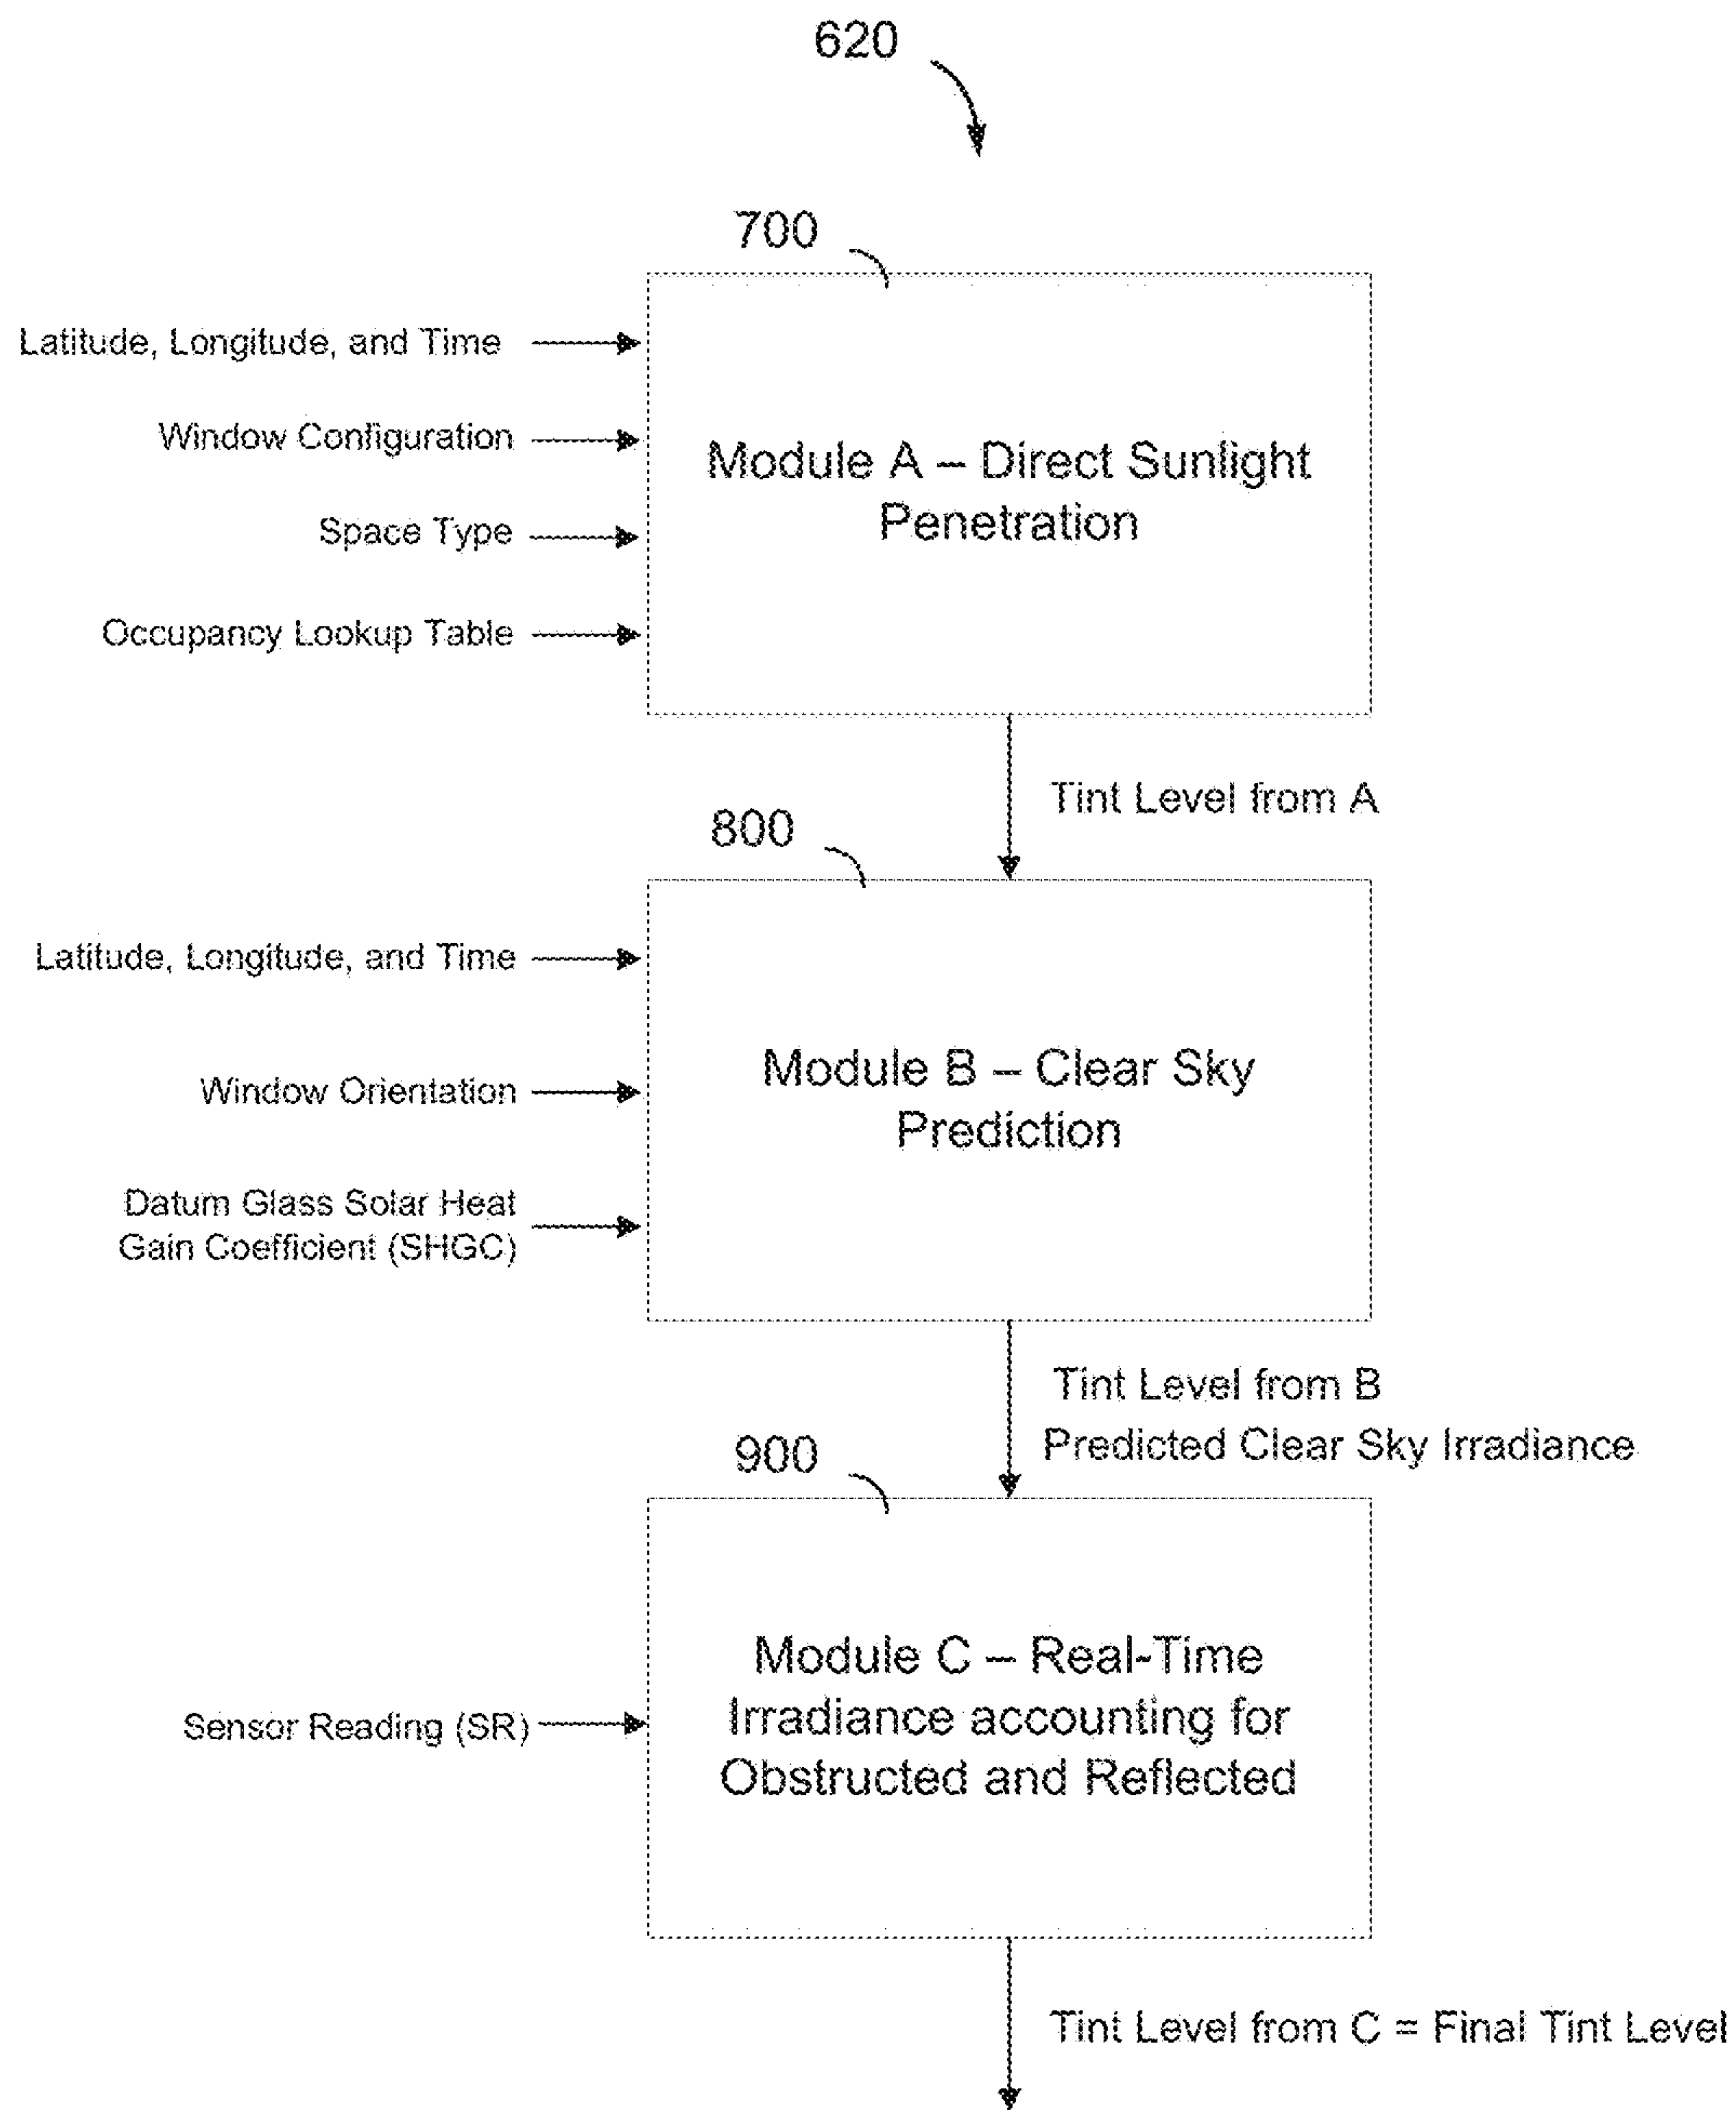 620
700
Latitude, Longitude, and Time
Window Configuration
Space Type
Occupancy Lookup Table
Module A – Direct Sunlight
Penetration
Tint Level from A
800
Latitude, Longitude, and Time
Window Orientation
Datum Glass Solar Heat
Gain Coefficient (SHGC)
Module B – Clear Sky
Prediction
Tint Level from B
Predicted Clear Sky Irradiance
900
Sensor Reading (SR)
Module C – Real-Time
Irradiance accounting for
Obstructed and Reflected
Tint Level from C = Final Tint Level